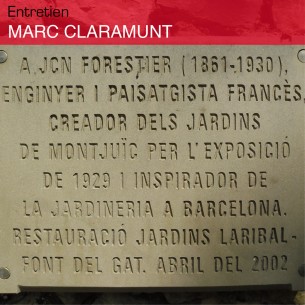 Entretien
MARC CLARAMUNT
A JCN FORESTIER (1861-1930),
ENGINYER I PAISATGISTA FRANCÈS,
CREADOR DELS JARDINS
DE MONTJUÏC PER L'EXPOSICIÓ
DE 1929 I INSPIRADOR DE
LA JARDINERIA A BARCELONA.
RESTAURACIÓ JARDINS LARIBAL-
FONT DEL GAT. ABRIL DEL 2002